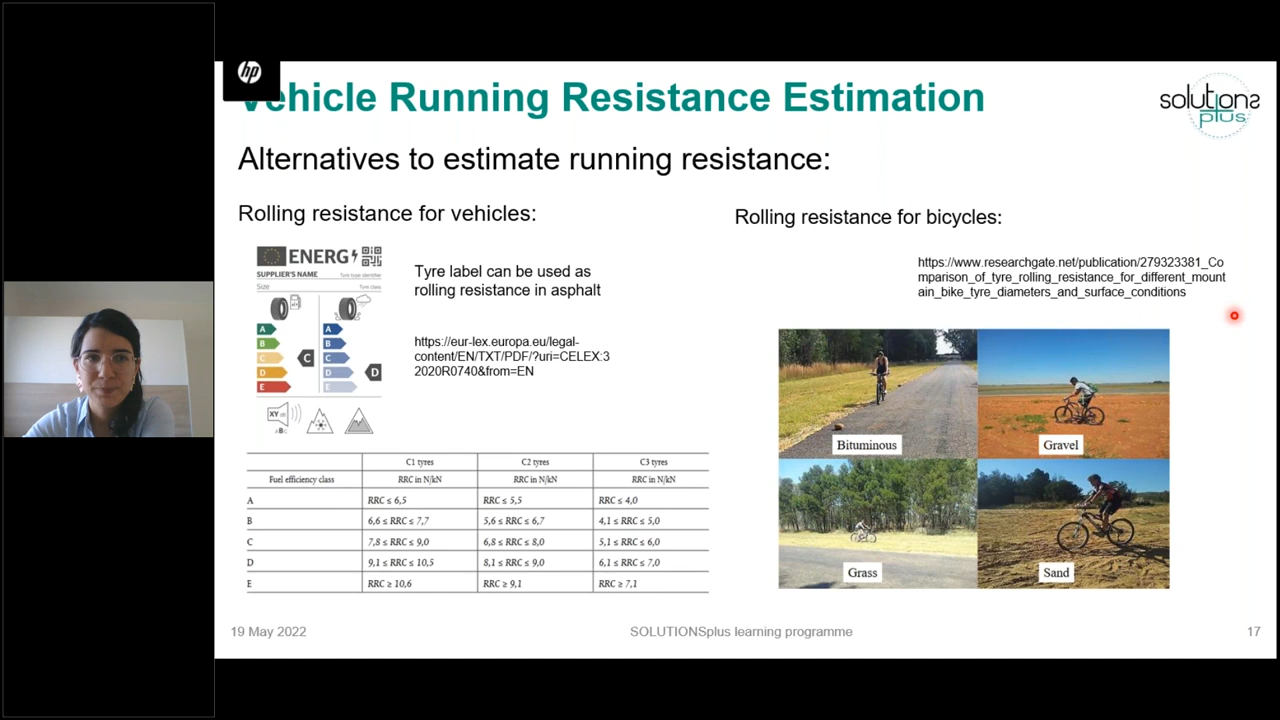 hp
Vehicle Running Resistance Estimation
solutions
plus
Alternatives to estimate running resistance:
Rolling resistance for vehicles:
ENERG
SUPPLIER'S NAME Tyre type identifier
Size Tyre class
A A
B B
C C C
D D D
E E
XY dB
ABC
Tyre label can be used as
rolling resistance in asphalt
https://eur-lex.europa.eu/legal-
content/EN/TXT/PDF/?uri=CELEX:3
2020R0740&from=EN
C1 tyres C2 tyres C3 tyres
Fuel efficiency class RRC in N/kN RRC in N/kN RRC in N/kN
A RRC ≤ 6,5 RRC ≤ 5,5 RRC ≤ 4,0
B 6,6 ≤ RRC ≤ 7,7 5,6 ≤ RRC ≤ 6,7 4,1 ≤ RRC ≤ 5,0
C 7,8 ≤ RRC ≤ 9,0 6,8 ≤ RRC ≤ 8,0 5,1 ≤ RRC ≤ 6,0
D 9,1 ≤ RRC ≤ 10,5 8,1 ≤ RRC ≤ 9,0 6,1 ≤ RRC ≤ 7,0
E RRC ≥ 10,6 RRC ≥ 9,1 RRC ≥ 7,1
Rolling resistance for bicycles:
https://www.researchgate.net/publication/279323381_Co
mparison_of_tyre_rolling_resistance_for_different_mount
ain_bike_tyre_diameters_and_surface_conditions
Bituminous
Gravel
Grass
Sand
19 May 2022
SOLUTIONSplus learning programme
17